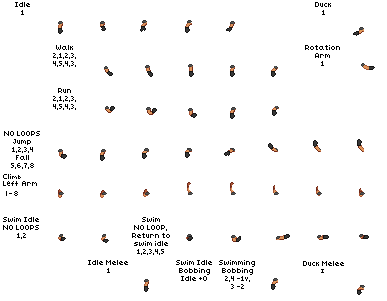 Idle
1
Duck
1
Walk
2,1,2,3,
4,5,4,3,
Rotation
Arm
1
Run
2,1,2,3,
4,5,4,3,
NO LOOPS
Jump
1,2,3,4
Fall
5,6,7,8
Climb
Left Arm
1-8
Swim Idle
NO LOOPS
1,2
Swim
NO LOOP,
Return to
swim idle
1,2,3,4,5
Swim Idle
Bobbing
Idle +0
Swimming
Bobbing
2,4 -1v,
3 -2
Idle Melee
1
Duck Melee
1